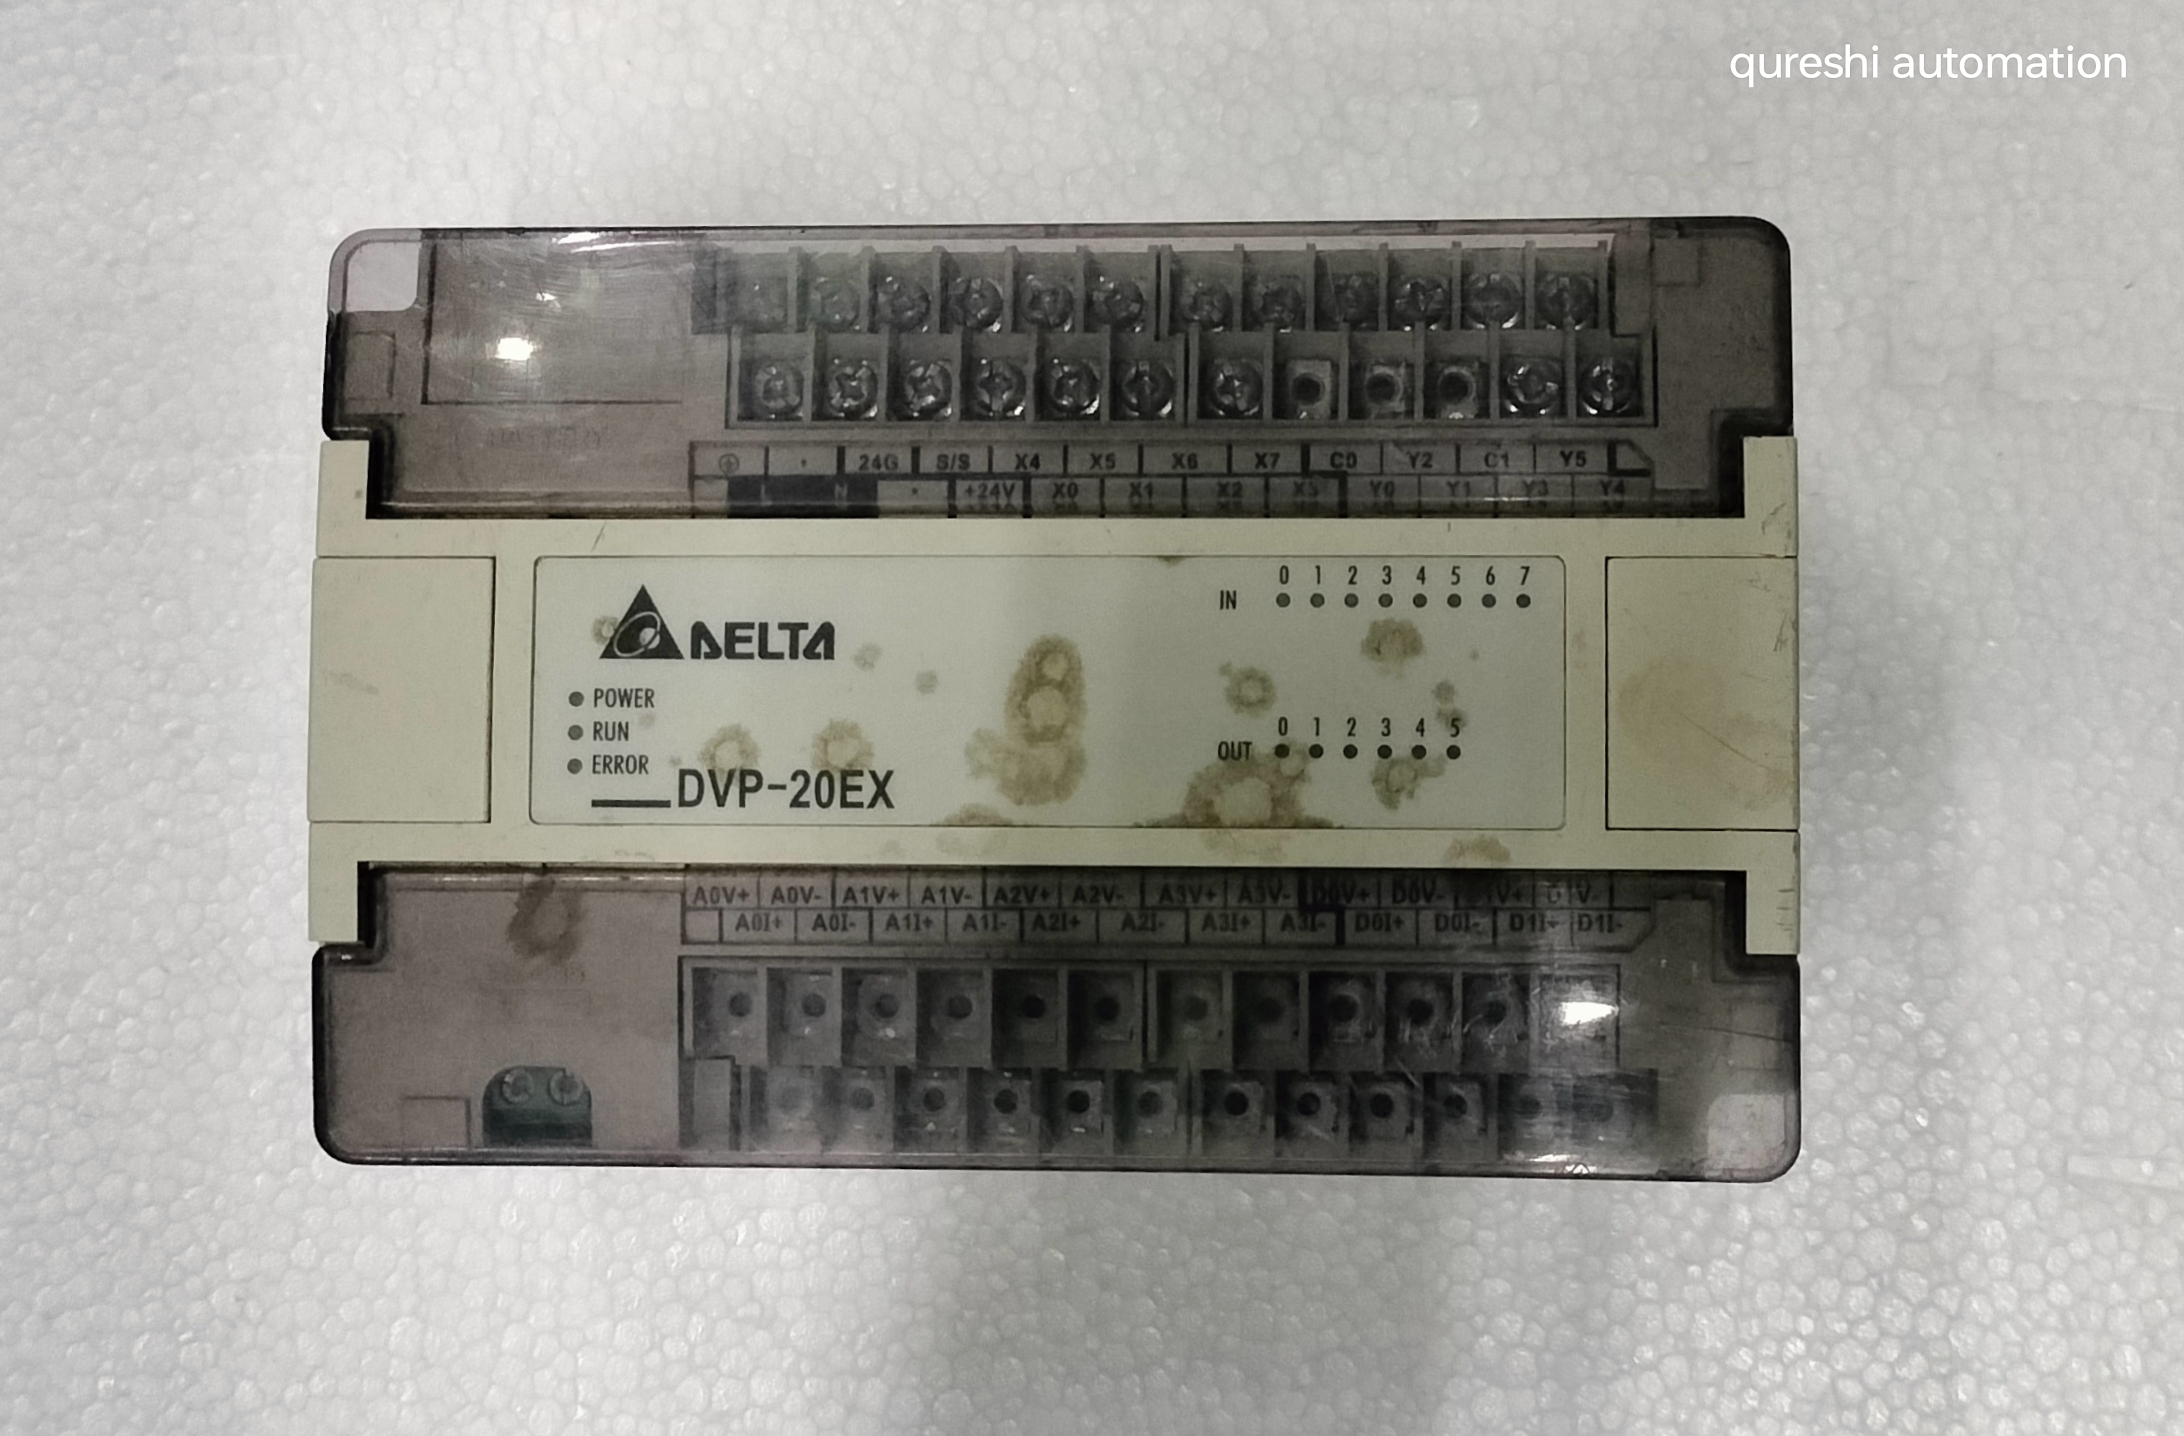 qureshi automation
24G S/S X4 X5 X6 X7 C0 Y2 C1 Y5
L N +24V X0 X1 X2 X3 Y0 Y1 Y3 Y4
0 1 2 3 4 5 6 7
IN
DELTA
POWER
RUN
ERROR
0 1 2 3 4 5
OUT
DVP-20EX
A0V+ A0V- A1V+ A1V- A2V+ A2V- A3V+ A3V- D0V+ D0V-
A0I+ A0I- A1I+ A1I- A2I+ A2I- A3I+ A3I- D0I+ D0I- D1I+ D1I-